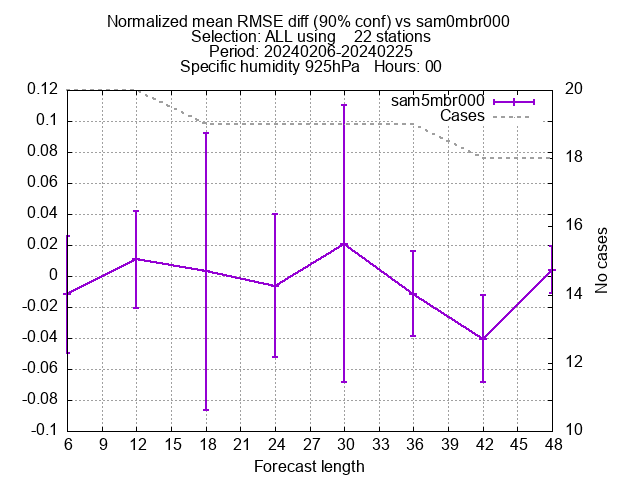 Normalized mean RMSE diff (90% conf) vs sam0mbr000
Selection: ALL using    22 stations
Period: 20240206-20240225
Specific humidity 925hPa   Hours: 00
sam5mbr000
Cases
0.12
0.1
0.08
0.06
0.04
0.02
0
-0.02
-0.04
-0.06
-0.08
-0.1
20
18
16
14
12
10
No cases
6 9 12 15 18 21 24 27 30 33 36 39 42 45 48
Forecast length